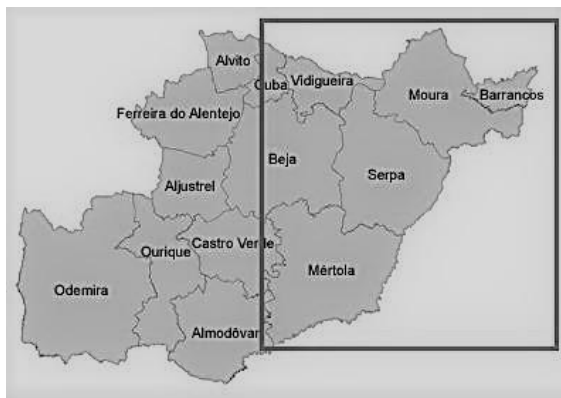 Alvito
Cuba
Vidigueira
Moura
Barrancos
Ferreira do Alentejo
Beja
Serpa
Aljustrel
Castro Verde
Ourique
Mértola
Odemira
Almodôvar